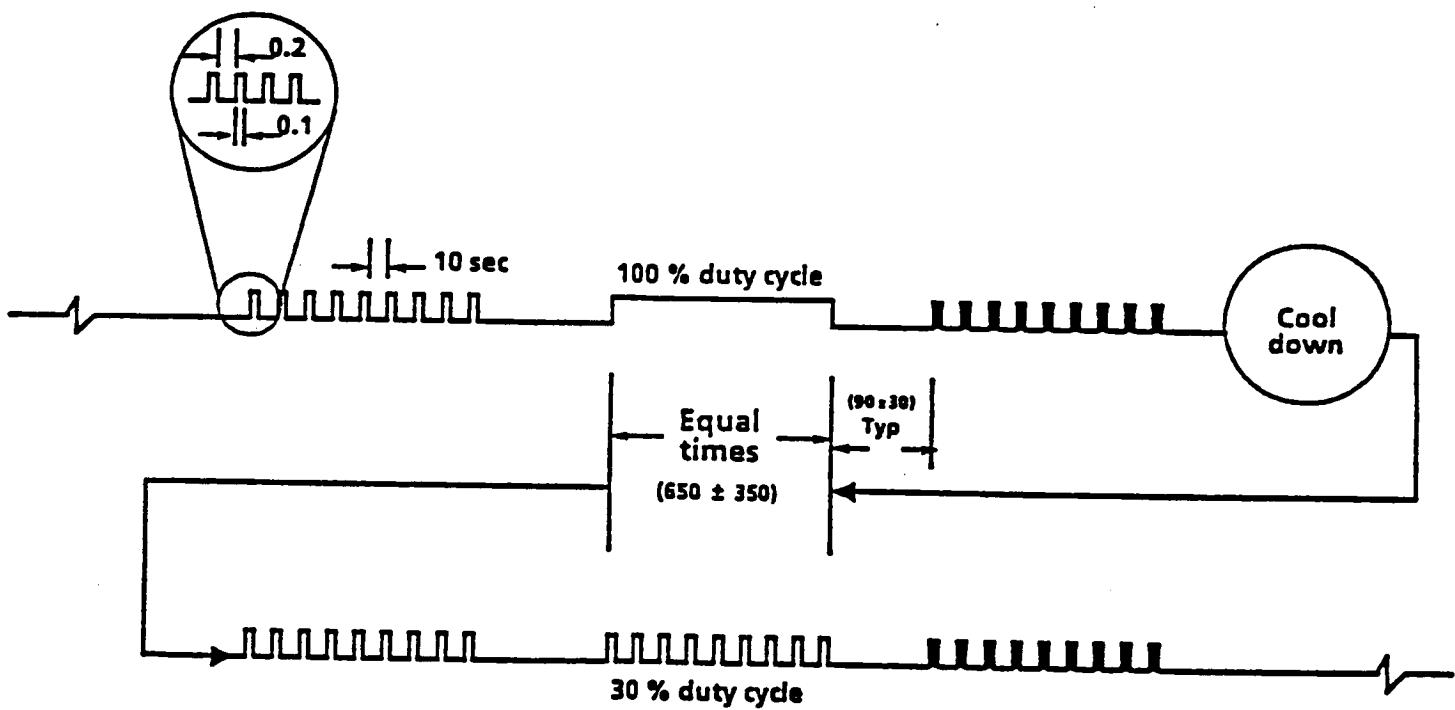 0.2
0.1
10 sec
100 % duty cycle
Cool
down
(90±30)
Typ
Equal
times
(650 ± 350)
30 % duty cycle